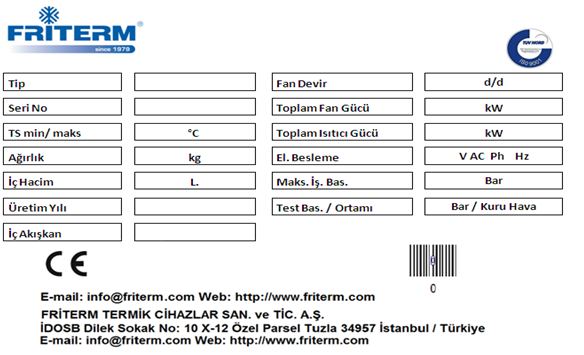 FRITERM
since 1979
TUV NORD
ISO 9001
Tip Fan Devir d/d
Seri No Toplam Fan Gücü kW
TS min/ maks °C Toplam Isıtıcı Gücü kW
Ağırlık kg El. Besleme V AC Ph Hz
İç Hacim L. Maks. İş. Bas. Bar
Üretim Yılı Test Bas. / Ortamı Bar / Kuru Hava
İç Akışkan
CE
0
0
E-mail: info@friterm.com Web: http://www.friterm.com
FRİTERM TERMİK CİHAZLAR SAN. ve TİC. A.Ş.
İDOSB Dilek Sokak No: 10 X-12 Özel Parsel Tuzla 34957 İstanbul / Türkiye
E-mail: info@friterm.com Web: http://www.friterm.com